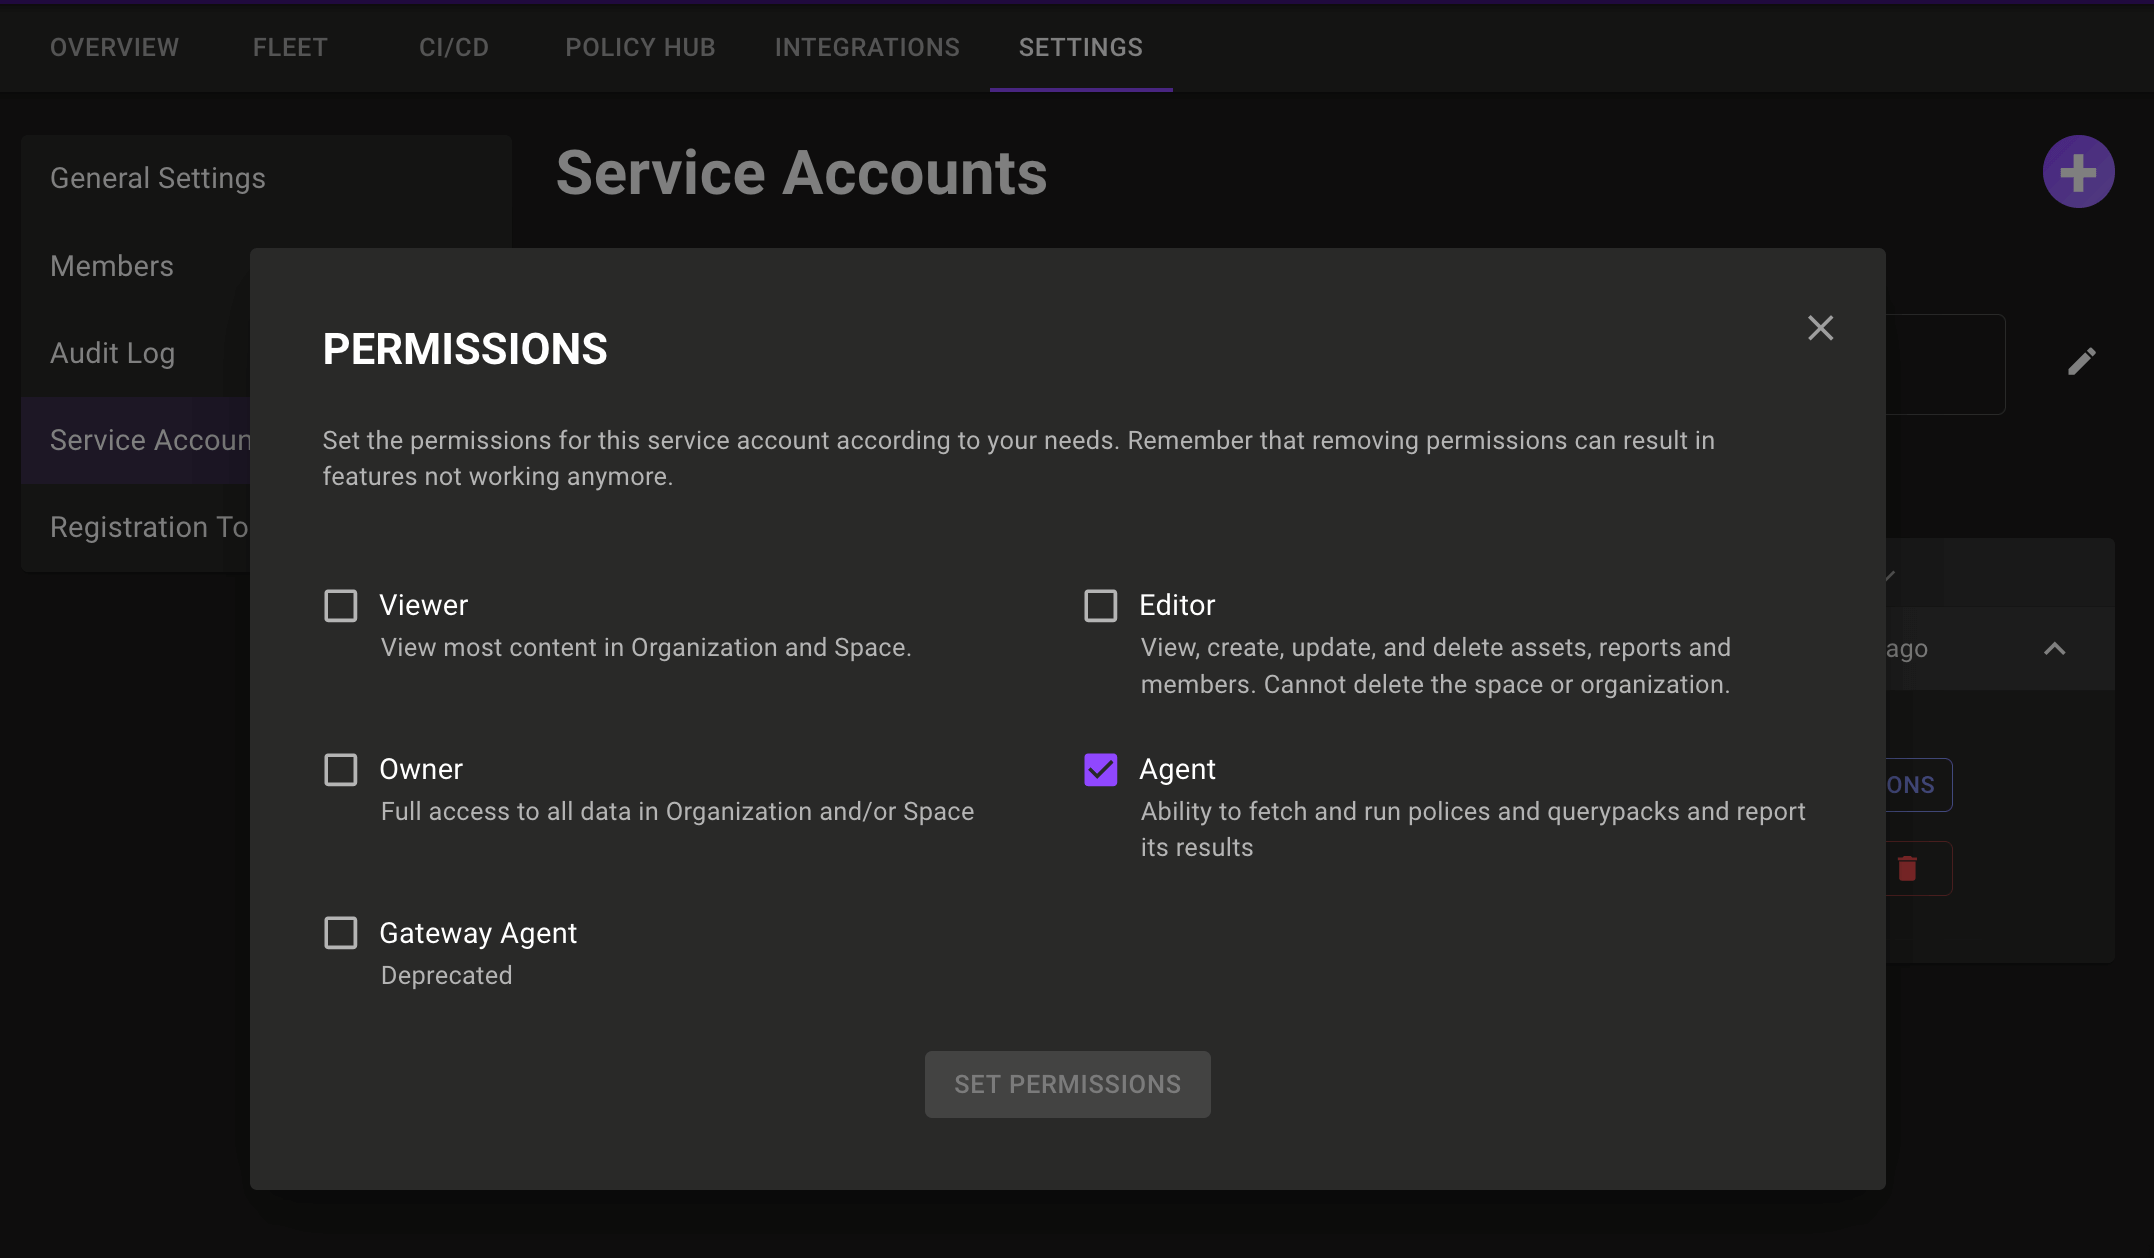 OVERVIEW FLEET CI/CD POLICY HUB INTEGRATIONS SETTINGS
General Settings
Members
Audit Log
Service Accoun
Registration To
Service Accounts
PERMISSIONS
Set the permissions for this service account according to your needs. Remember that removing permissions can result in
features not working anymore.
Viewer
View most content in Organization and Space.
Editor
View, create, update, and delete assets, reports and
members. Cannot delete the space or organization.
Owner
Full access to all data in Organization and/or Space
Agent
Ability to fetch and run polices and querypacks and report
its results
Gateway Agent
Deprecated
SET PERMISSIONS
ago
ONS